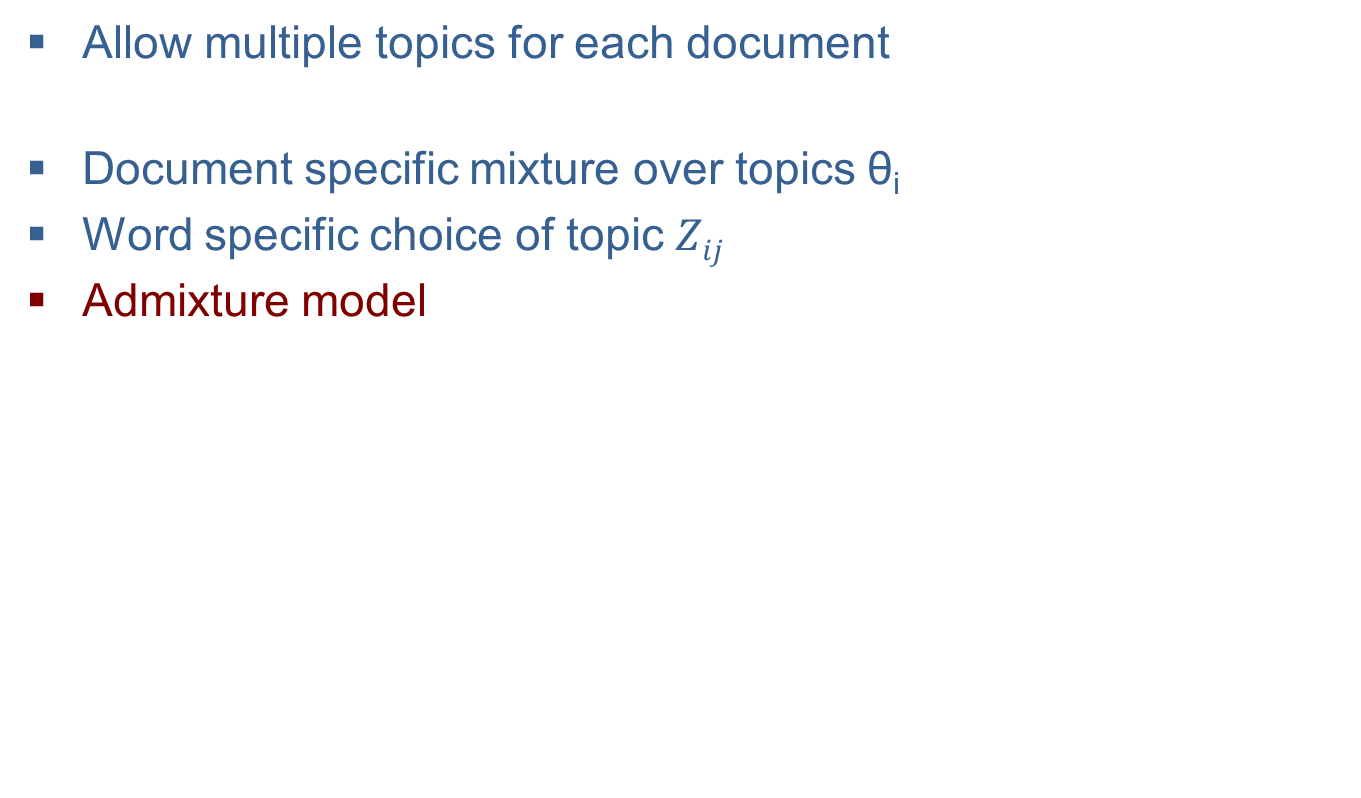 ▪ Allow multiple topics for each document
▪ Document specific mixture over topics θᵢ
▪ Word specific choice of topic 𝑍ᵢⱼ
▪ Admixture model